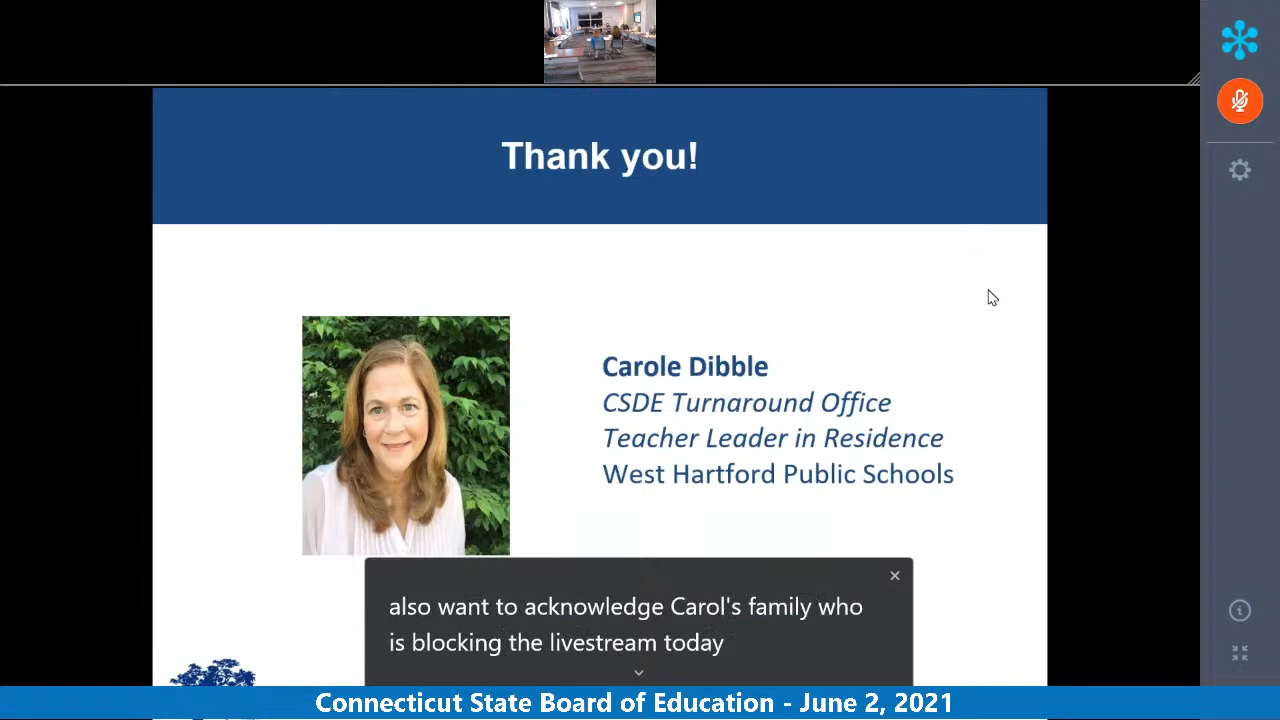 Thank you!
Carole Dibble
CSDE Turnaround Office
Teacher Leader in Residence
West Hartford Public Schools
also want to acknowledge Carol's family who
is blocking the livestream today
Connecticut State Board of Education - June 2, 2021